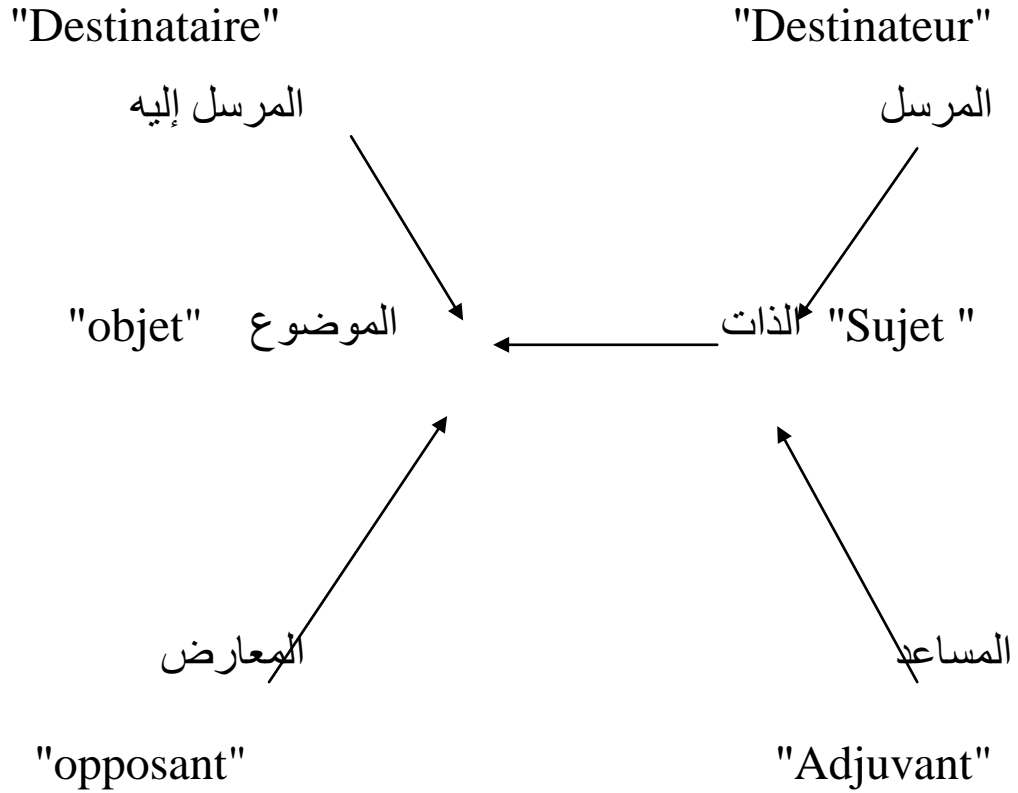 "Destinateur" "Destinataire"
المرسل المرسل إليه
"Sujet " الذات الموضوع "objet"
المساعد المعارض
"Adjuvant" "opposant"